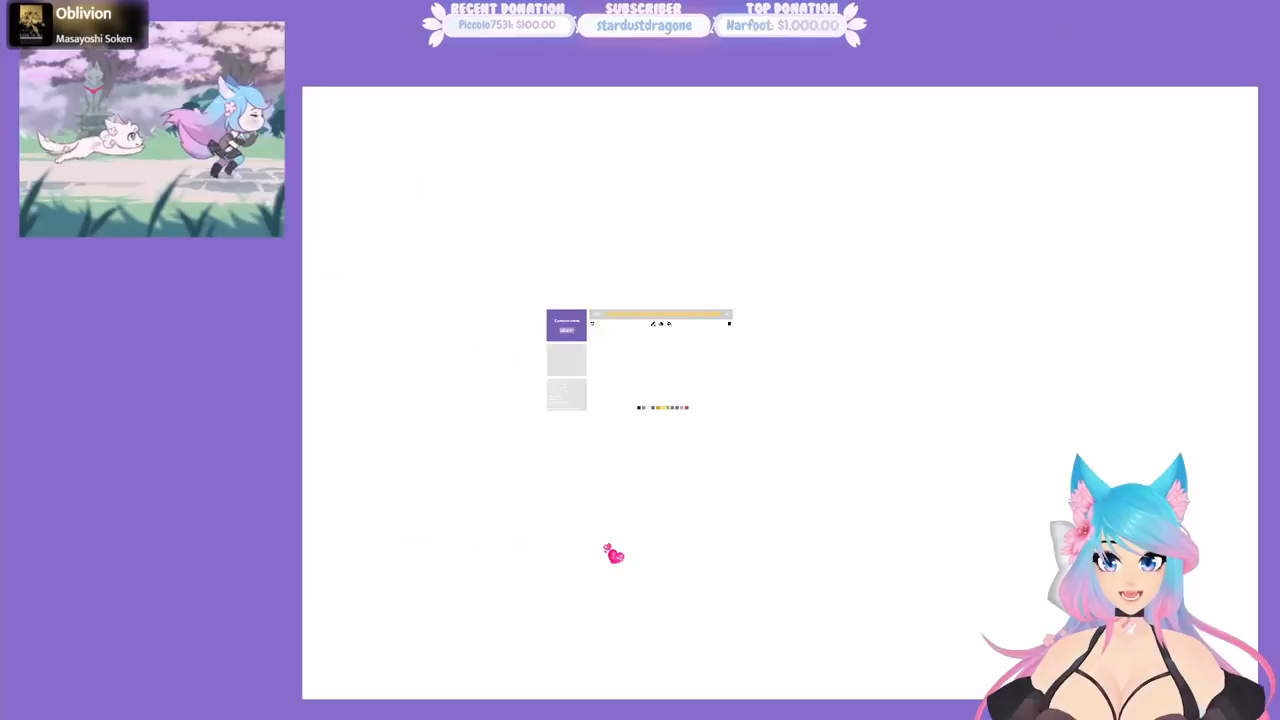 Oblivion
Masayoshi Soken
RECENT DONATION
Piccolo7531: $100.00
SUBSCRIBER
stardustdragone
TOP DONATION
Narfoot: $1,000.00